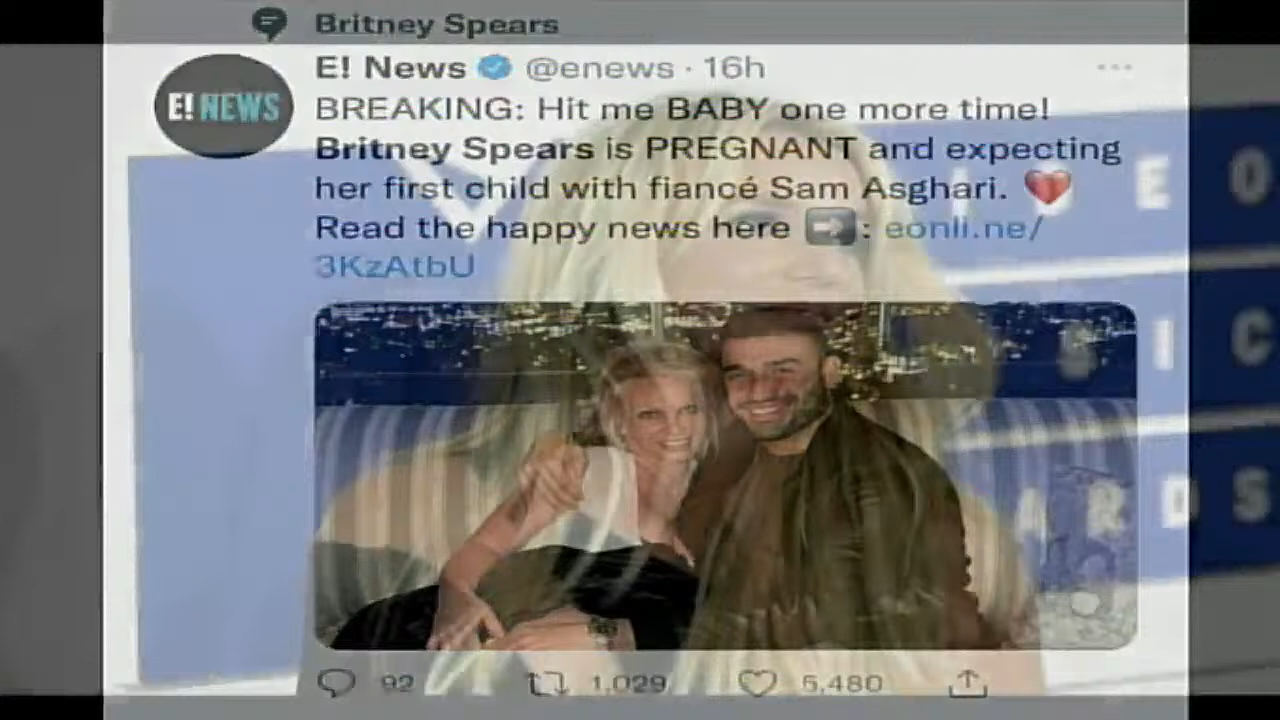 Britney Spears
E! News @enews · 16h
E! NEWS
BREAKING: Hit me BABY one more time!
Britney Spears is PREGNANT and expecting
her first child with fiancé Sam Asghari. ❤️
Read the happy news here ➡️: eonli.ne/
3KzAtbU
E O
I C
A R D S
92 1,029 5,480